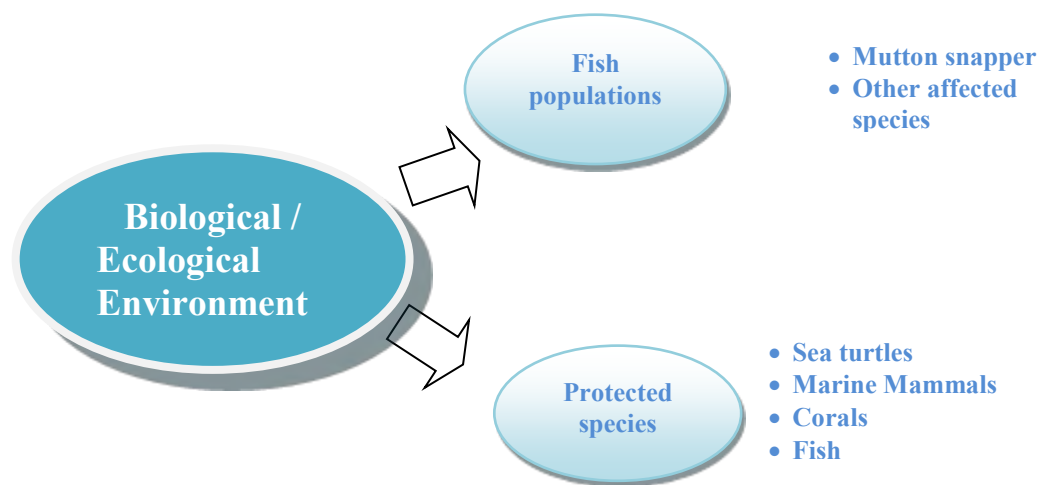 Fish
populations
• Mutton snapper
• Other affected
species
Biological /
Ecological
Environment
Protected
species
• Sea turtles
• Marine Mammals
• Corals
• Fish